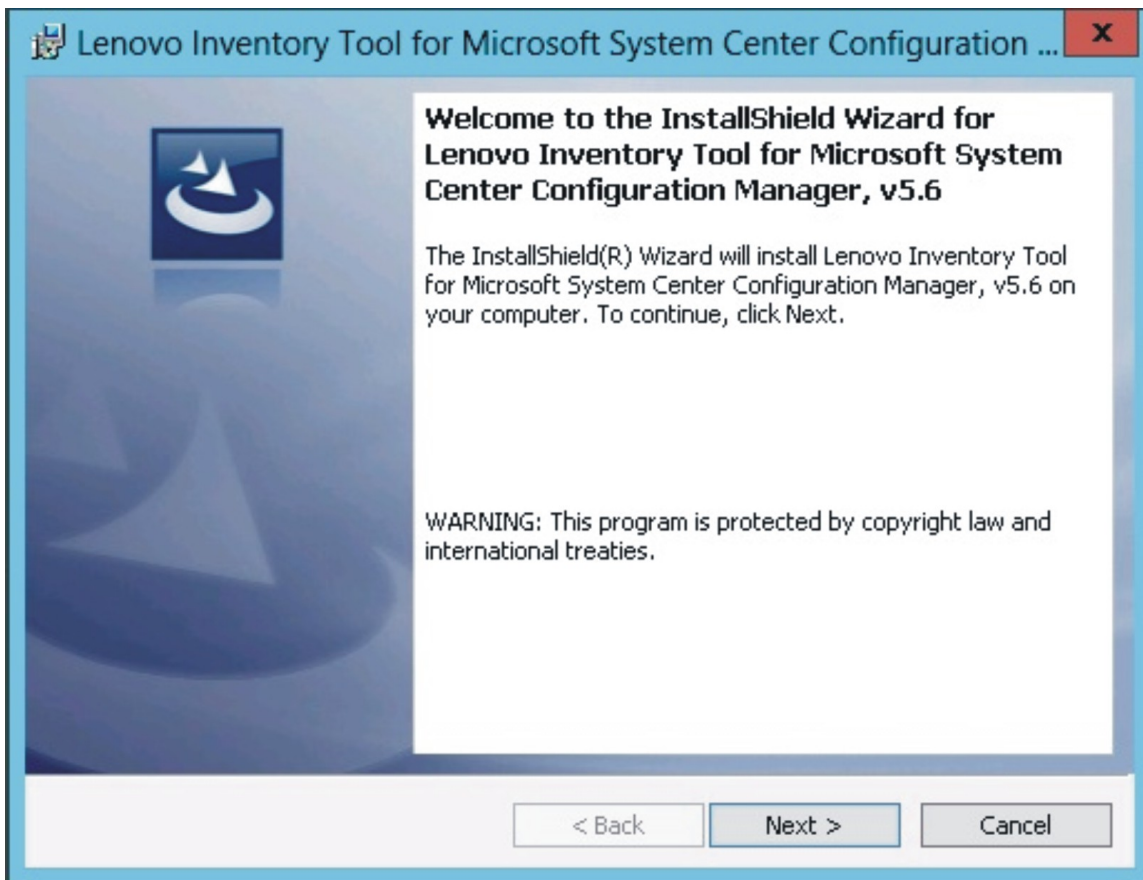 Lenovo Inventory Tool for Microsoft System Center Configuration ...
Welcome to the InstallShield Wizard for
Lenovo Inventory Tool for Microsoft System
Center Configuration Manager, v5.6
The InstallShield(R) Wizard will install Lenovo Inventory Tool
for Microsoft System Center Configuration Manager, v5.6 on
your computer. To continue, click Next.
WARNING: This program is protected by copyright law and
international treaties.
< Back
Next >
Cancel